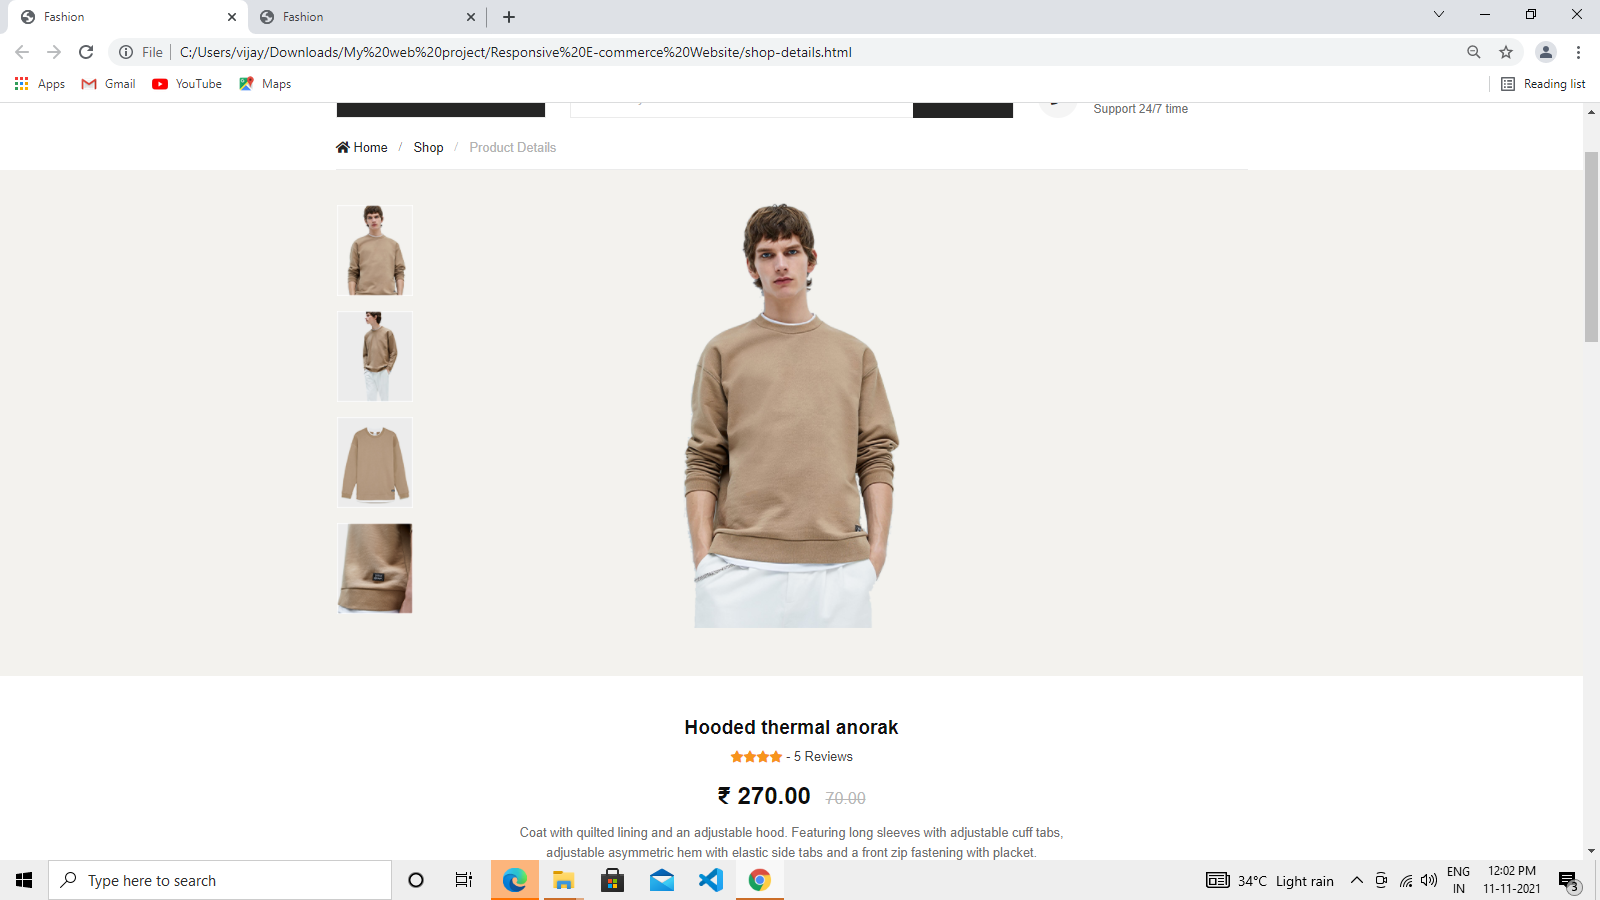 Fashion
Fashion
File
C:/Users/vijay/Downloads/My%20web%20project/Responsive%20E-commerce%20Website/shop-details.html
Apps
Gmail
YouTube
Maps
Reading list
Support 24/7 time
Home / Shop / Product Details
Hooded thermal anorak
- 5 Reviews
₹ 270.00 70.00
Coat with quilted lining and an adjustable hood. Featuring long sleeves with adjustable cuff tabs,
adjustable asymmetric hem with elastic side tabs and a front zip fastening with placket.
Type here to search
34°C Light rain
ENG
IN
12:02 PM
11-11-2021
3